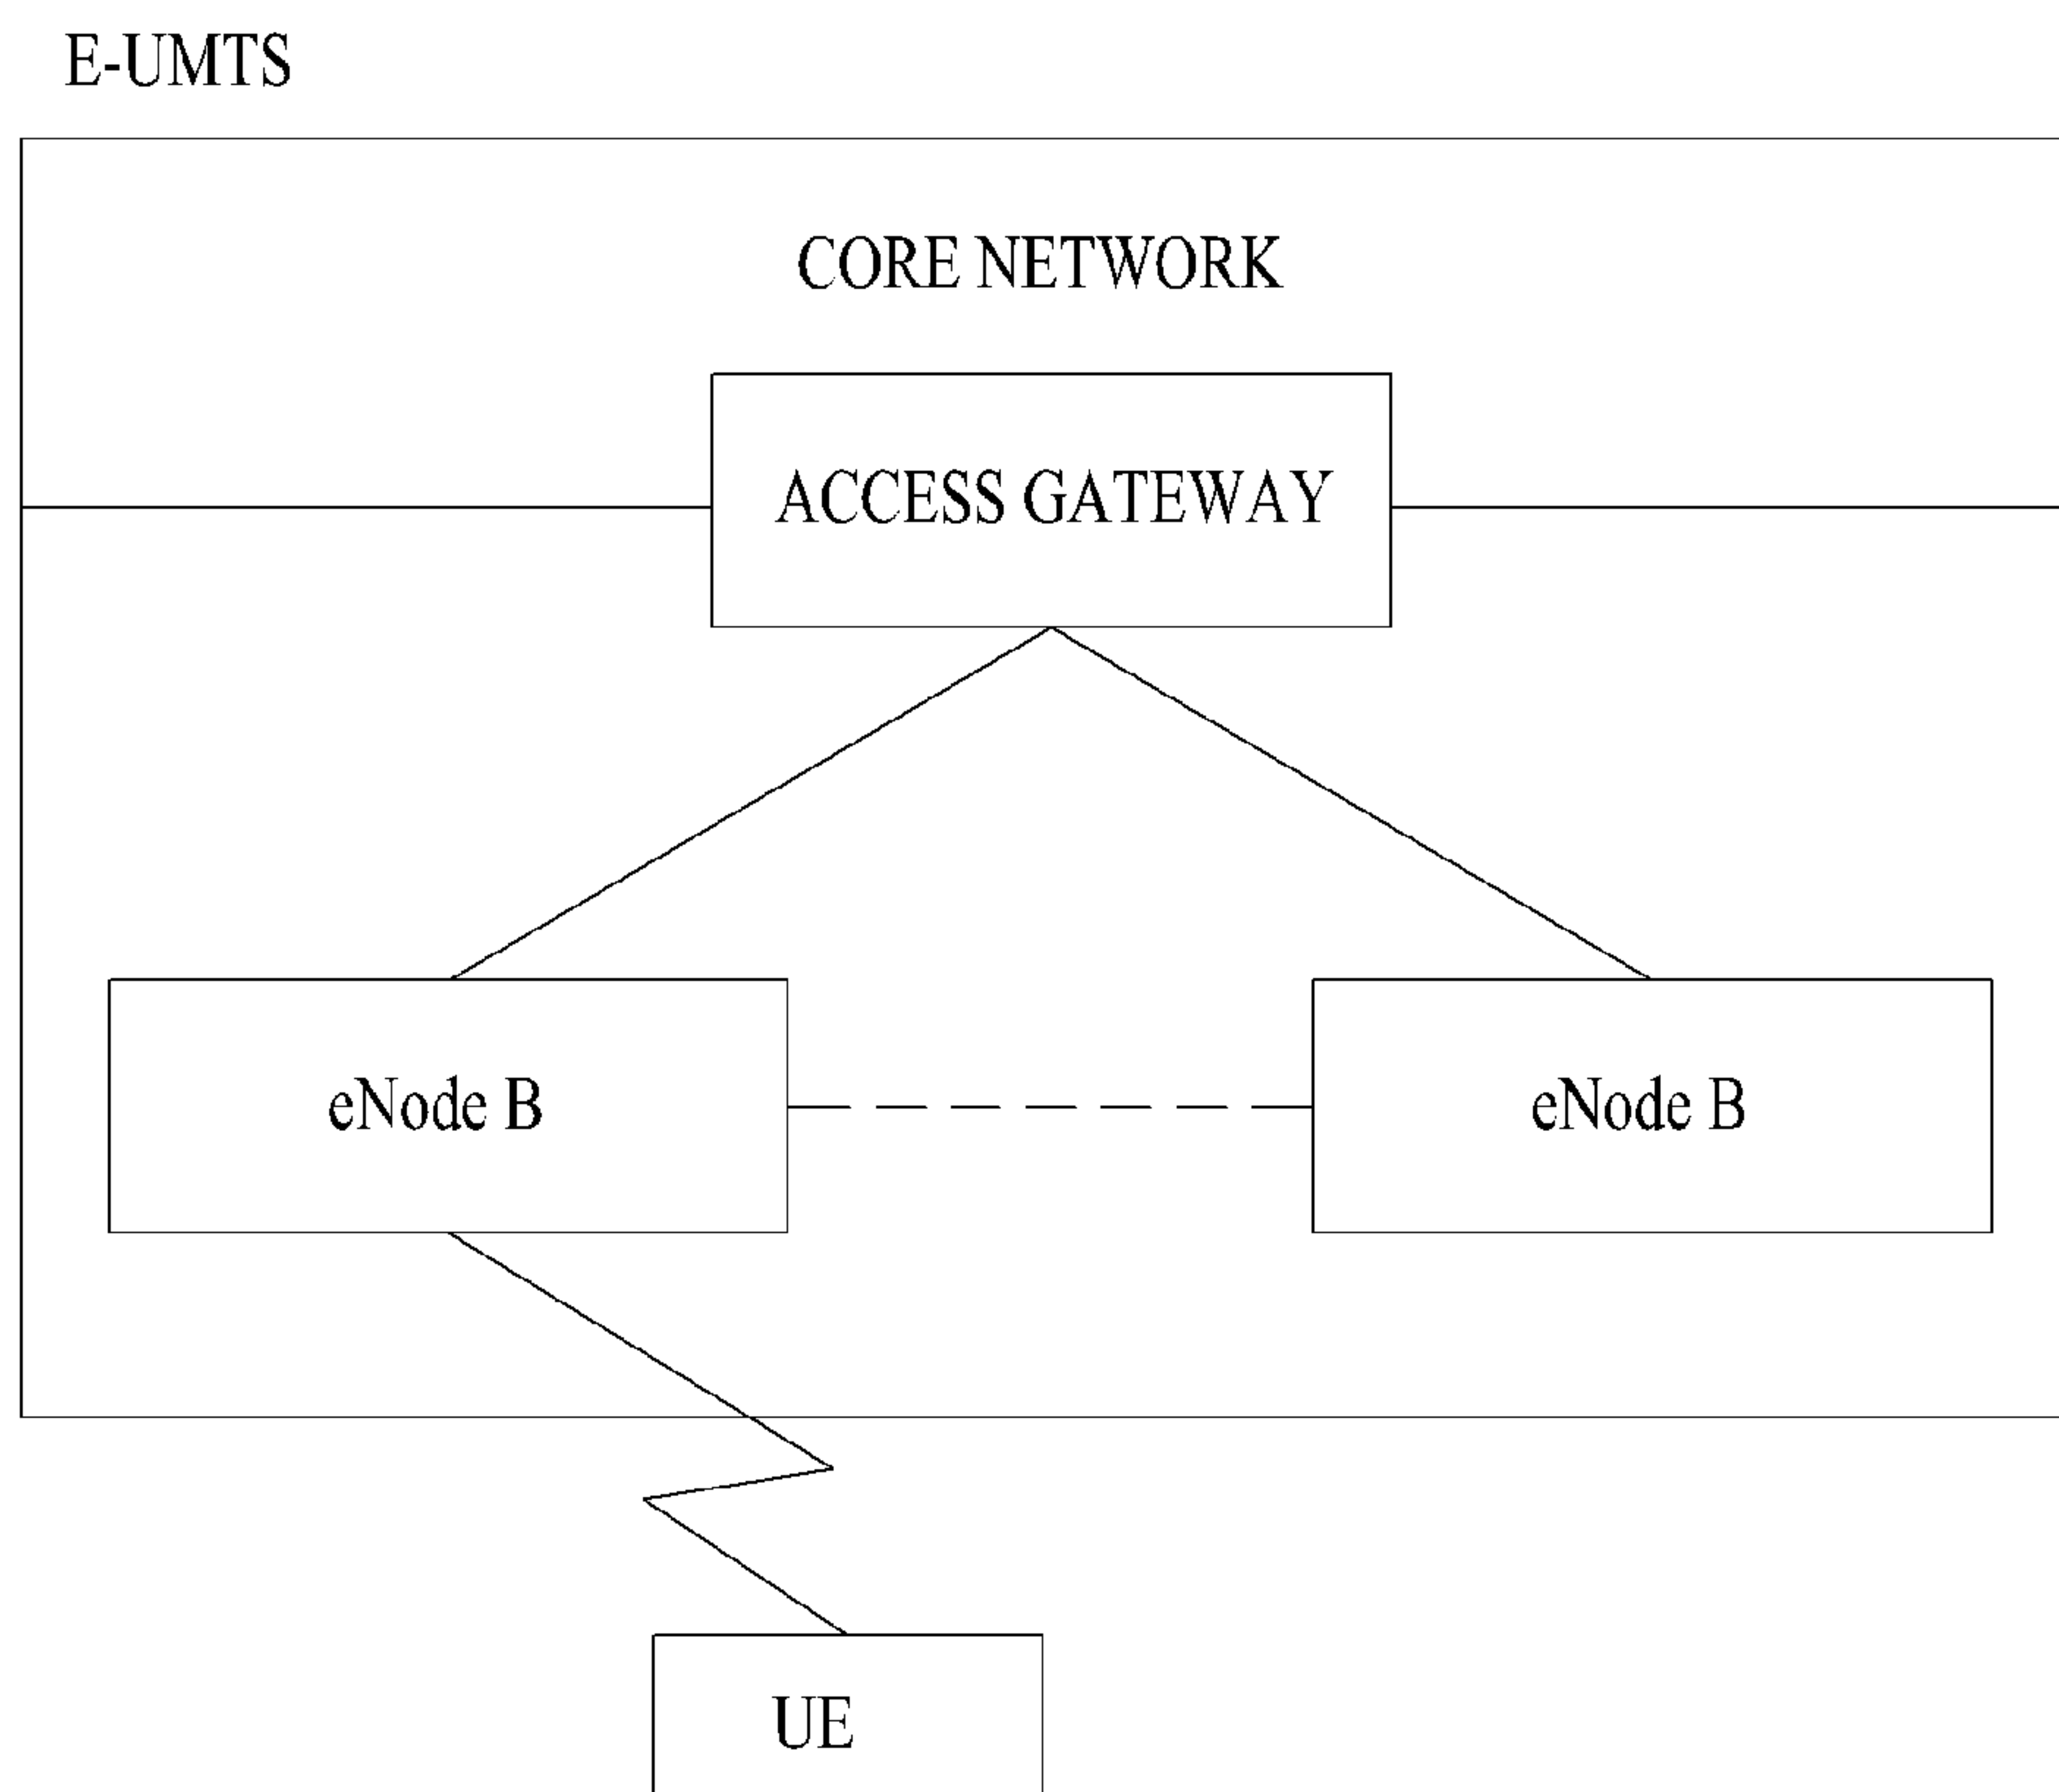 E-UMTS
CORE NETWORK
ACCESS GATEWAY
eNode B
eNode B
UE